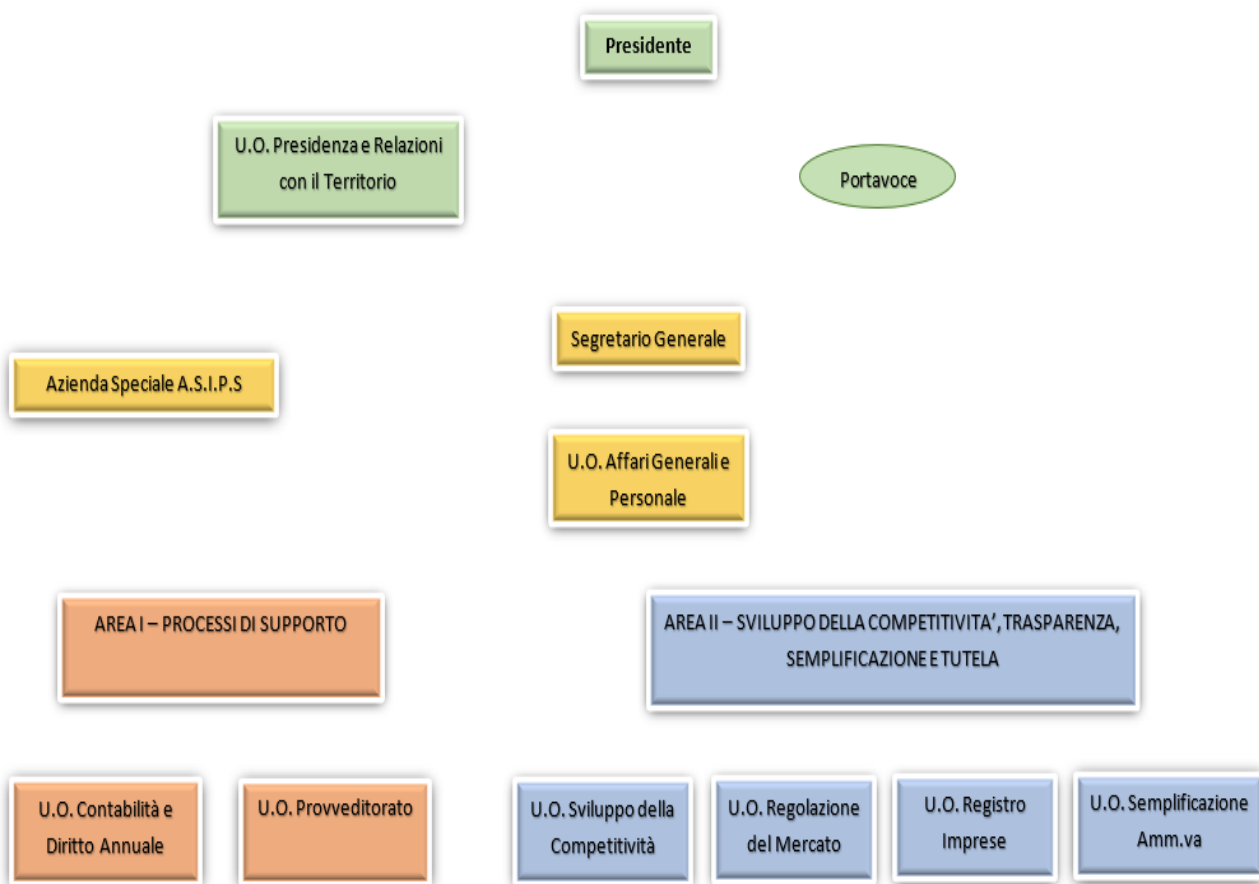 Presidente
U.O. Presidenza e Relazioni
con il Territorio
Portavoce
Segretario Generale
Azienda Speciale A.S.I.P.S
U.O. Affari Generali e
Personale
AREA I – PROCESSI DI SUPPORTO
AREA II – SVILUPPO DELLA COMPETITIVITA’, TRASPARENZA,
SEMPLIFICAZIONE E TUTELA
U.O. Contabilità e
Diritto Annuale
U.O. Provveditorato
U.O. Sviluppo della
Competitività
U.O. Regolazione
del Mercato
U.O. Registro
Imprese
U.O. Semplificazione
Amm.va